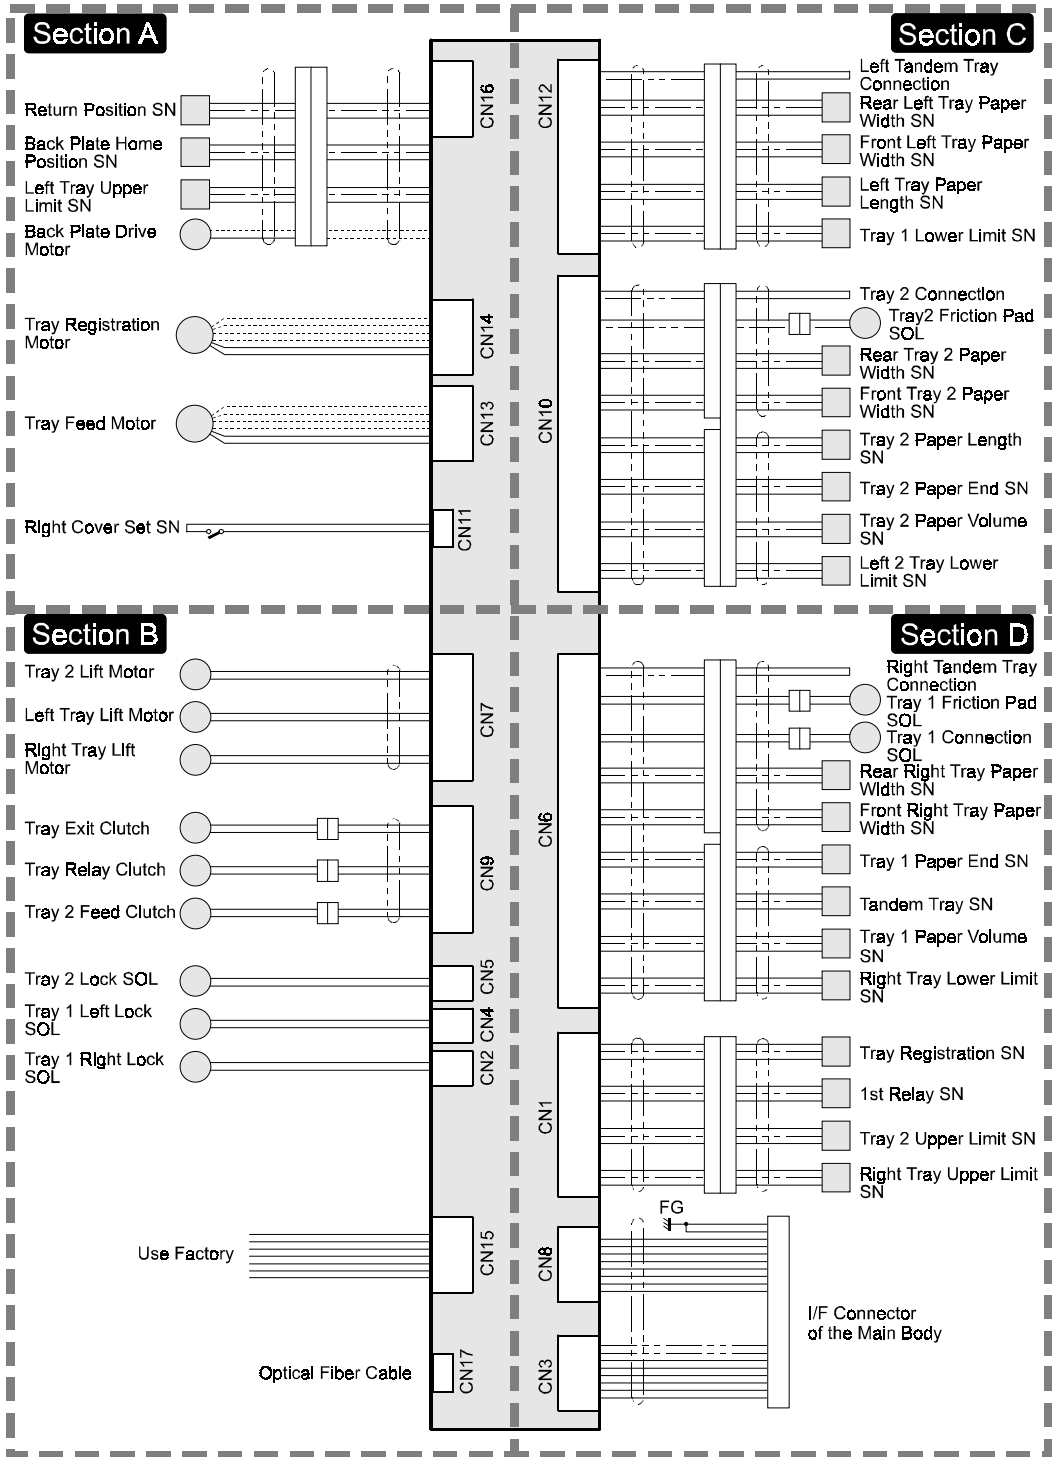 Section A
Return Position SN
Back Plate Home
Position SN
Left Tray Upper
Limit SN
Back Plate Drive
Motor
CN16
Tray Registration
Motor
CN14
Tray Feed Motor
CN13
Right Cover Set SN
CN11
Section C
CN12
Left Tandem Tray
Connection
Rear Left Tray Paper
Width SN
Front Left Tray Paper
Width SN
Left Tray Paper
Length SN
Tray 1 Lower Limit SN
CN10
Tray 2 Connection
Tray2 Friction Pad
SOL
Rear Tray 2 Paper
Width SN
Front Tray 2 Paper
Width SN
Tray 2 Paper Length
SN
Tray 2 Paper End SN
Tray 2 Paper Volume
SN
Left 2 Tray Lower
Limit SN
Section B
Tray 2 Lift Motor
Left Tray Lift Motor
Right Tray Lift
Motor
CN7
Tray Exit Clutch
Tray Relay Clutch
Tray 2 Feed Clutch
CN9
Tray 2 Lock SOL
CN5
Tray 1 Left Lock
SOL
CN4
Tray 1 Right Lock
SOL
CN2
Use Factory
CN15
Optical Fiber Cable
CN17
Section D
CN6
Right Tandem Tray
Connection
Tray 1 Friction Pad
SOL
Tray 1 Connection
SOL
Rear Right Tray Paper
Width SN
Front Right Tray Paper
Width SN
Tray 1 Paper End SN
Tandem Tray SN
Tray 1 Paper Volume
SN
Right Tray Lower Limit
SN
CN1
Tray Registration SN
1st Relay SN
Tray 2 Upper Limit SN
Right Tray Upper Limit
SN
FG
CN8
I/F Connector
of the Main Body
CN3